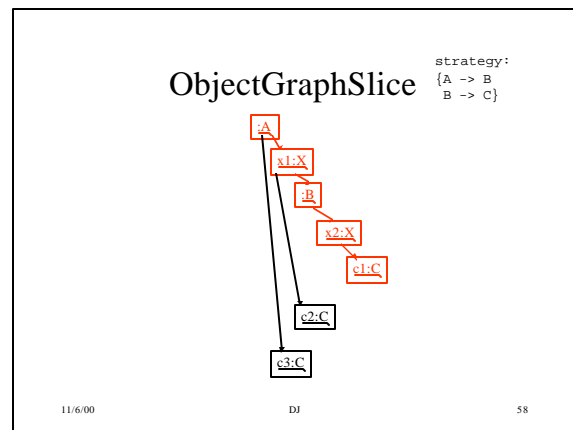 strategy:
{A -> B
B -> C}
ObjectGraphSlice
:A
x1:X
:B
x2:X
c1:C
c2:C
c3:C
11/6/00 DJ 58